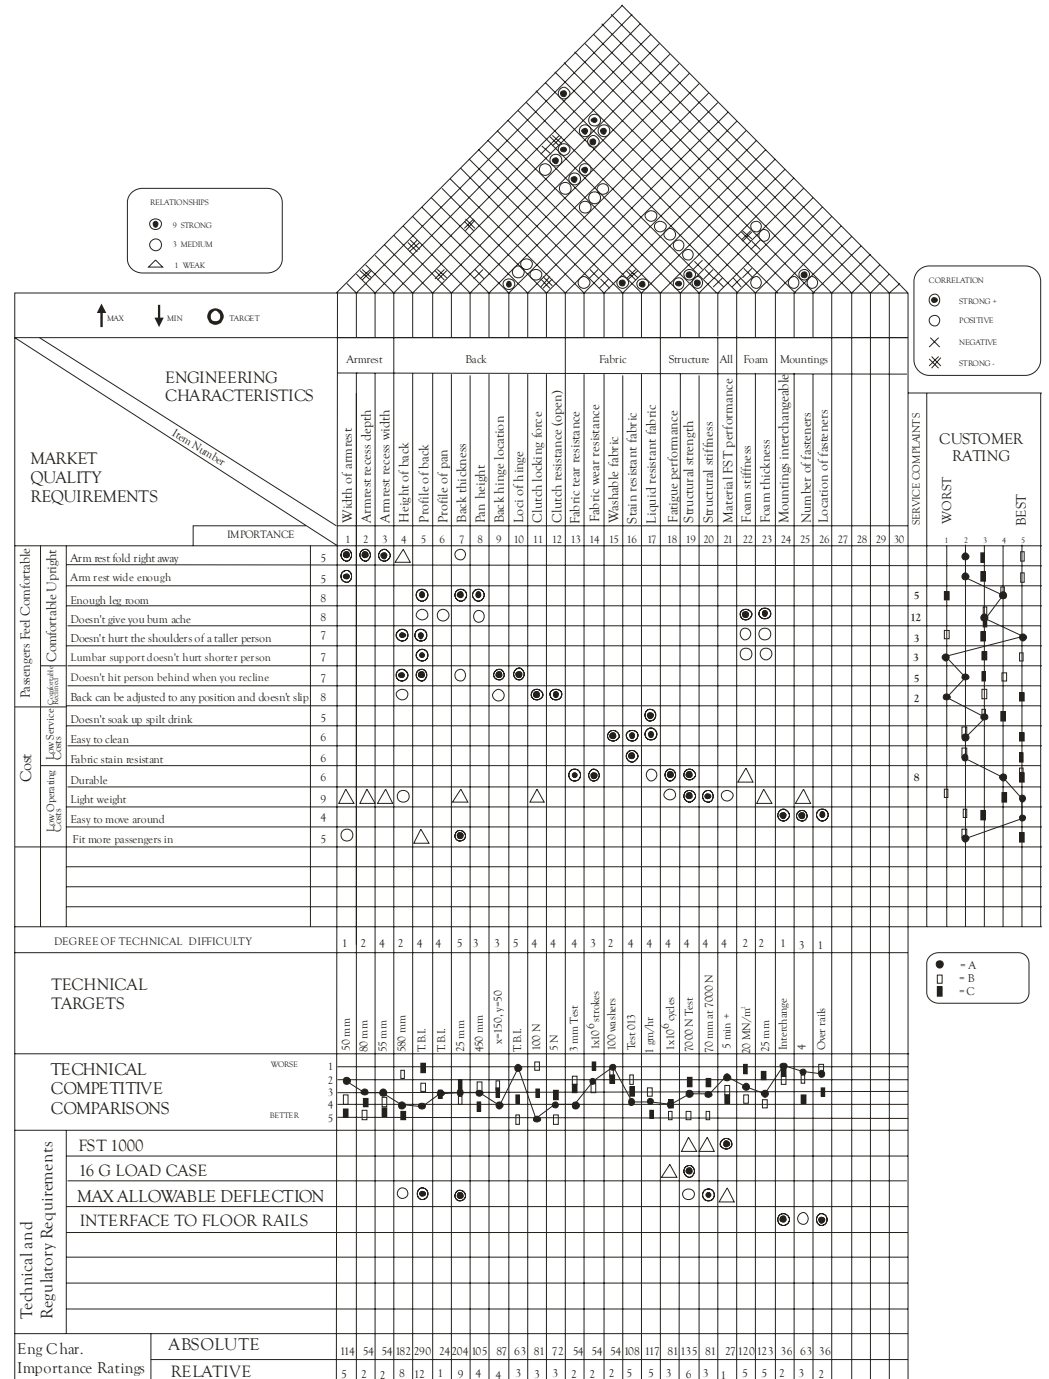 RELATIONSHIPS
9 STRONG
3 MEDIUM
1 WEAK
CORRELATION
STRONG +
POSITIVE
NEGATIVE
STRONG -
MAX
MIN
TARGET
Armrest
Back
Fabric
Structure
All
Foam
Mountings
ENGINEERING
CHARACTERISTICS
Item Number
MARKET
QUALITY
REQUIREMENTS
IMPORTANCE
Width of armrest
Armrest recess depth
Armrest recess width
Height of back
Profile of back
Profile of pan
Back thickness
Pan height
Back hinge location
Loci of hinge
Clutch locking force
Clutch resistance (open)
Fabric tear resistance
Fabric wear resistance
Washable fabric
Stain resistant fabric
Liquid resistant fabric
Fatigue performance
Structural strength
Structural stiffness
Material FST performance
Foam stiffness
Foam thickness
Mountings interchangeable
Number of fasteners
Location of fasteners
1 2 3 4 5 6 7 8 9 10 11 12 13 14 15 16 17 18 19 20 21 22 23 24 25 26 27 28 29 30
SERVICE COMPLAINTS
CUSTOMER
RATING
WORST
BEST
1 2 3 4 5
Passengers Feel Comfortable
Comfortable Upright
Arm rest fold right away 5
Arm rest wide enough 5
Enough leg room 8 5
Doesn't give you bum ache 8 12
Doesn't hurt the shoulders of a taller person 7 3
Lumbar support doesn't hurt shorter person 7 3
Comfortable
Reclined
Doesn't hit person behind when you recline 7 5
Back can be adjusted to any position and doesn't slip 8 2
Cost
Low Service
Costs
Doesn't soak up spilt drink 5
Easy to clean 6
Fabric stain resistant 6
Low Operating
Costs
Durable 6 8
Light weight 9
Easy to move around 4
Fit more passengers in 5
DEGREE OF TECHNICAL DIFFICULTY 1 2 4 2 4 4 5 3 3 5 4 4 4 3 2 4 4 4 4 4 4 2 2 1 3 1
= A
= B
= C
TECHNICAL
TARGETS
50 mm
80 mm
55 mm
580 mm
T.B.I.
T.B.I.
25 mm
450 mm
x=150, y=50
T.B.I.
100 N
5 N
3 mm Test
1x10⁶ strokes
100 washers
Test 013
1 gm/hr
1x10⁶ cycles
7000 N Test
70 mm at 7000 N
5 min +
20 MN/m²
25 mm
Interchange
4
Over rails
TECHNICAL
COMPETITIVE
COMPARISONS
WORSE
BETTER
1
2
3
4
5
Technical and
Regulatory Requirements
FST 1000
16 G LOAD CASE
MAX ALLOWABLE DEFLECTION
INTERFACE TO FLOOR RAILS
Eng Char.
Importance Ratings
ABSOLUTE 114 54 54 182 290 24 204 105 87 63 81 72 54 54 54 108 117 81 135 81 27 120 123 36 63 36
RELATIVE 5 2 2 8 12 1 9 4 4 3 3 3 2 2 2 5 5 3 6 3 1 5 5 2 3 2